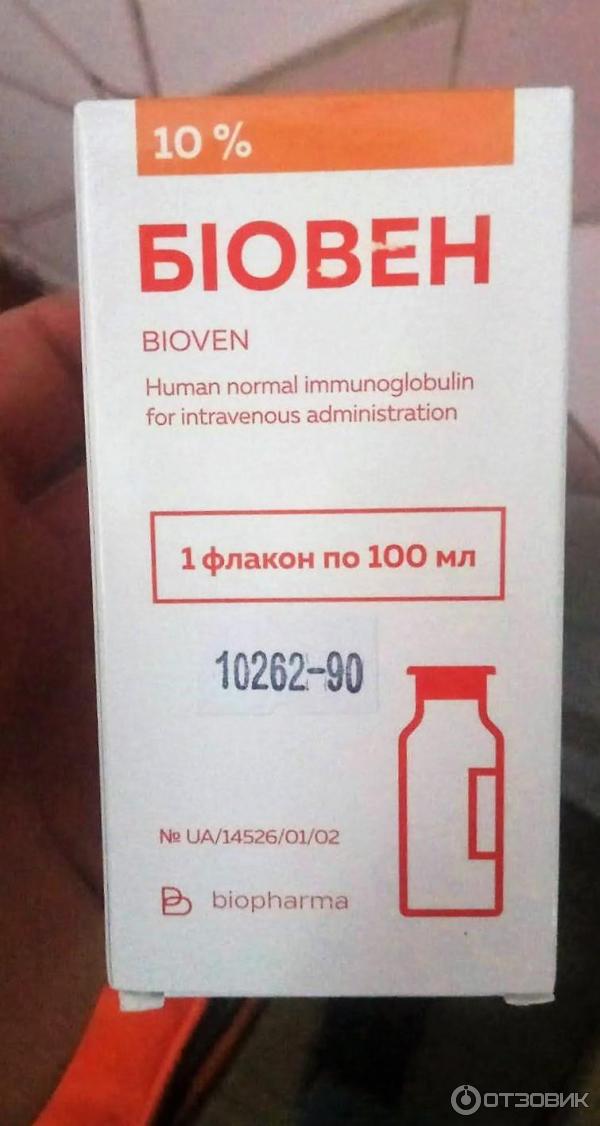 10 %
БІОВЕН
BIOVEN
Human normal immunoglobulin
for intravenous administration
1 флакон по 100 мл
10262-90
№ UA/14526/01/02
biopharma
ОТЗОВИК